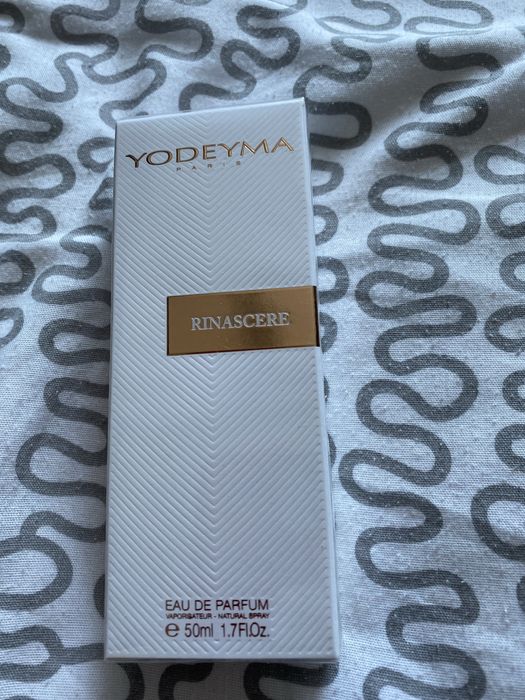 YODEYMA
PARIS
RINASCERE
EAU DE PARFUM
VAPORISATEUR - NATURAL SPRAY
e 50ml 1.7Fl.Oz.